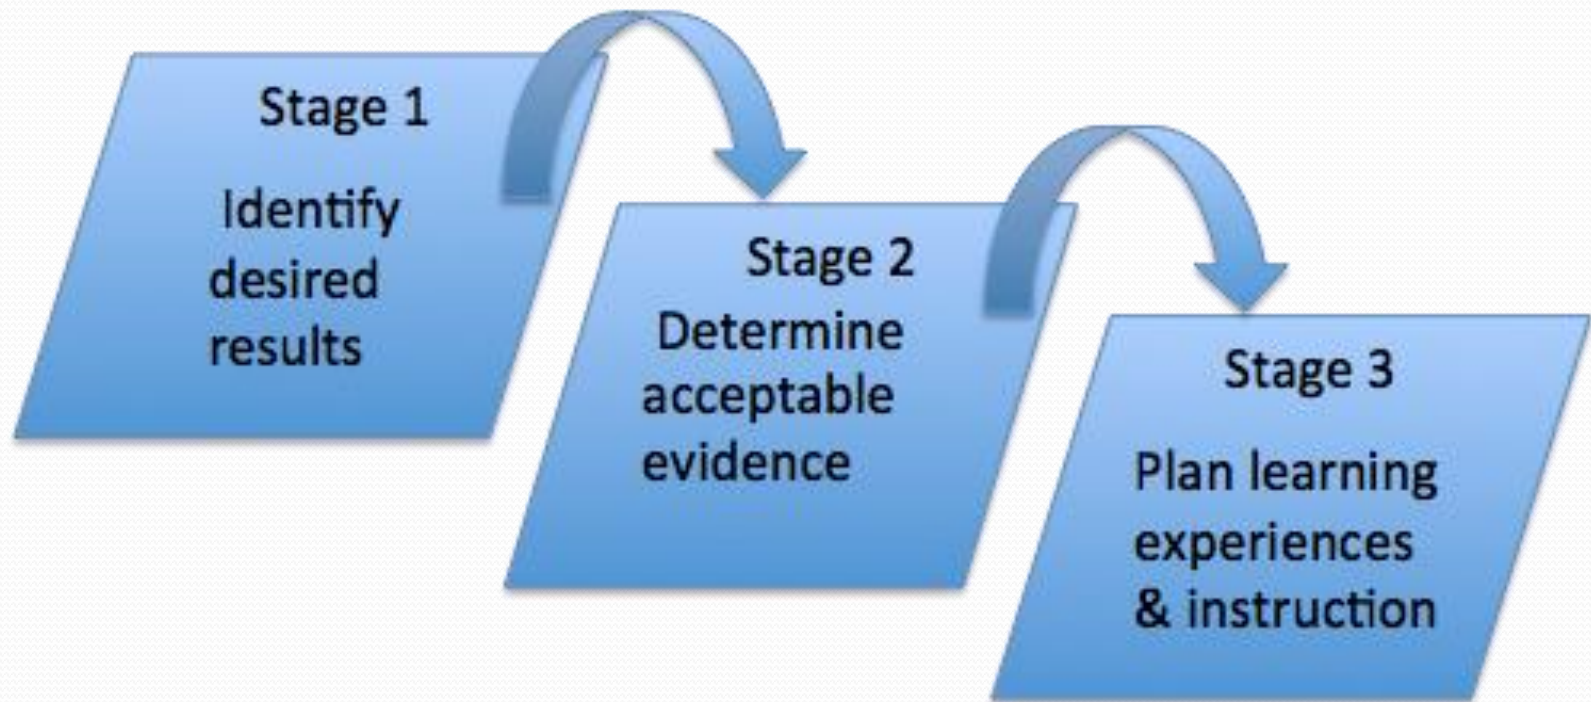 Stage 1
Identify
desired
results
Stage 2
Determine
acceptable
evidence
Stage 3
Plan learning
experiences
& instruction